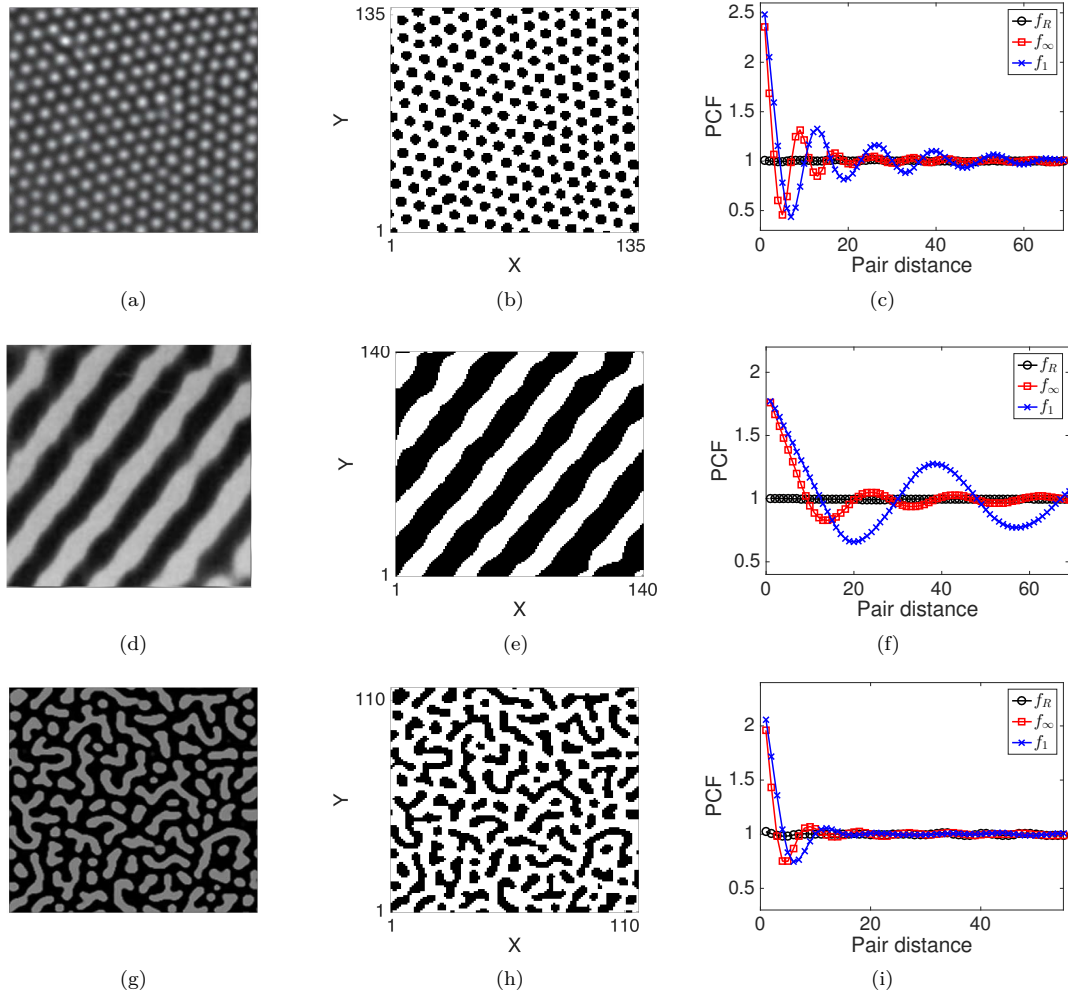 135
Y
1
1
135
X
2.5
2
1.5
1
0.5
PCF
0
20
40
60
Pair distance
f_R
f_∞
f_1
(a)
(b)
(c)
140
Y
1
1
140
X
2
1.5
1
0.5
PCF
0
20
40
60
Pair distance
f_R
f_∞
f_1
(d)
(e)
(f)
110
Y
1
1
110
X
2
1.5
1
0.5
PCF
0
20
40
Pair distance
f_R
f_∞
f_1
(g)
(h)
(i)